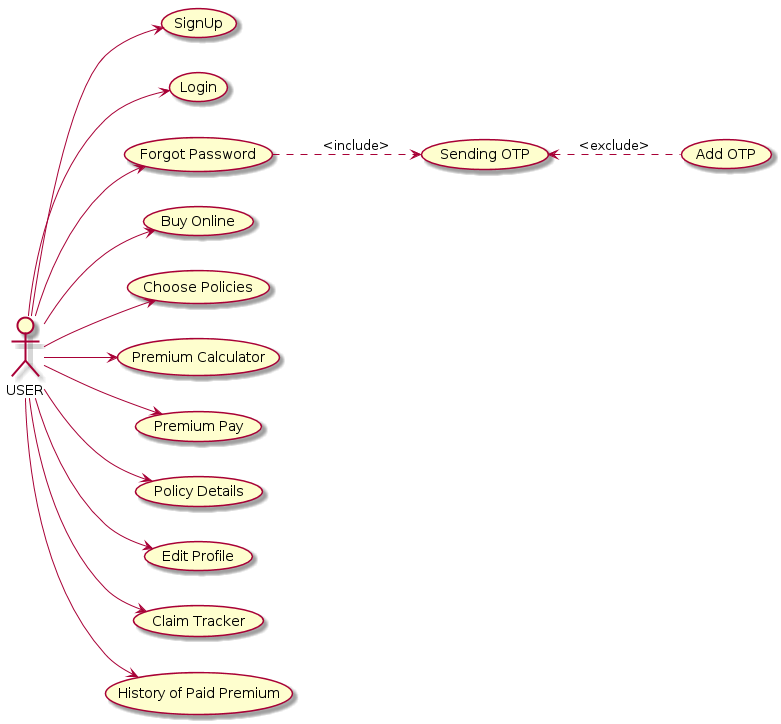 SignUp
Login
Forgot Password
<include>
Sending OTP
<exclude>
Add OTP
Buy Online
Choose Policies
Premium Calculator
USER
Premium Pay
Policy Details
Edit Profile
Claim Tracker
History of Paid Premium